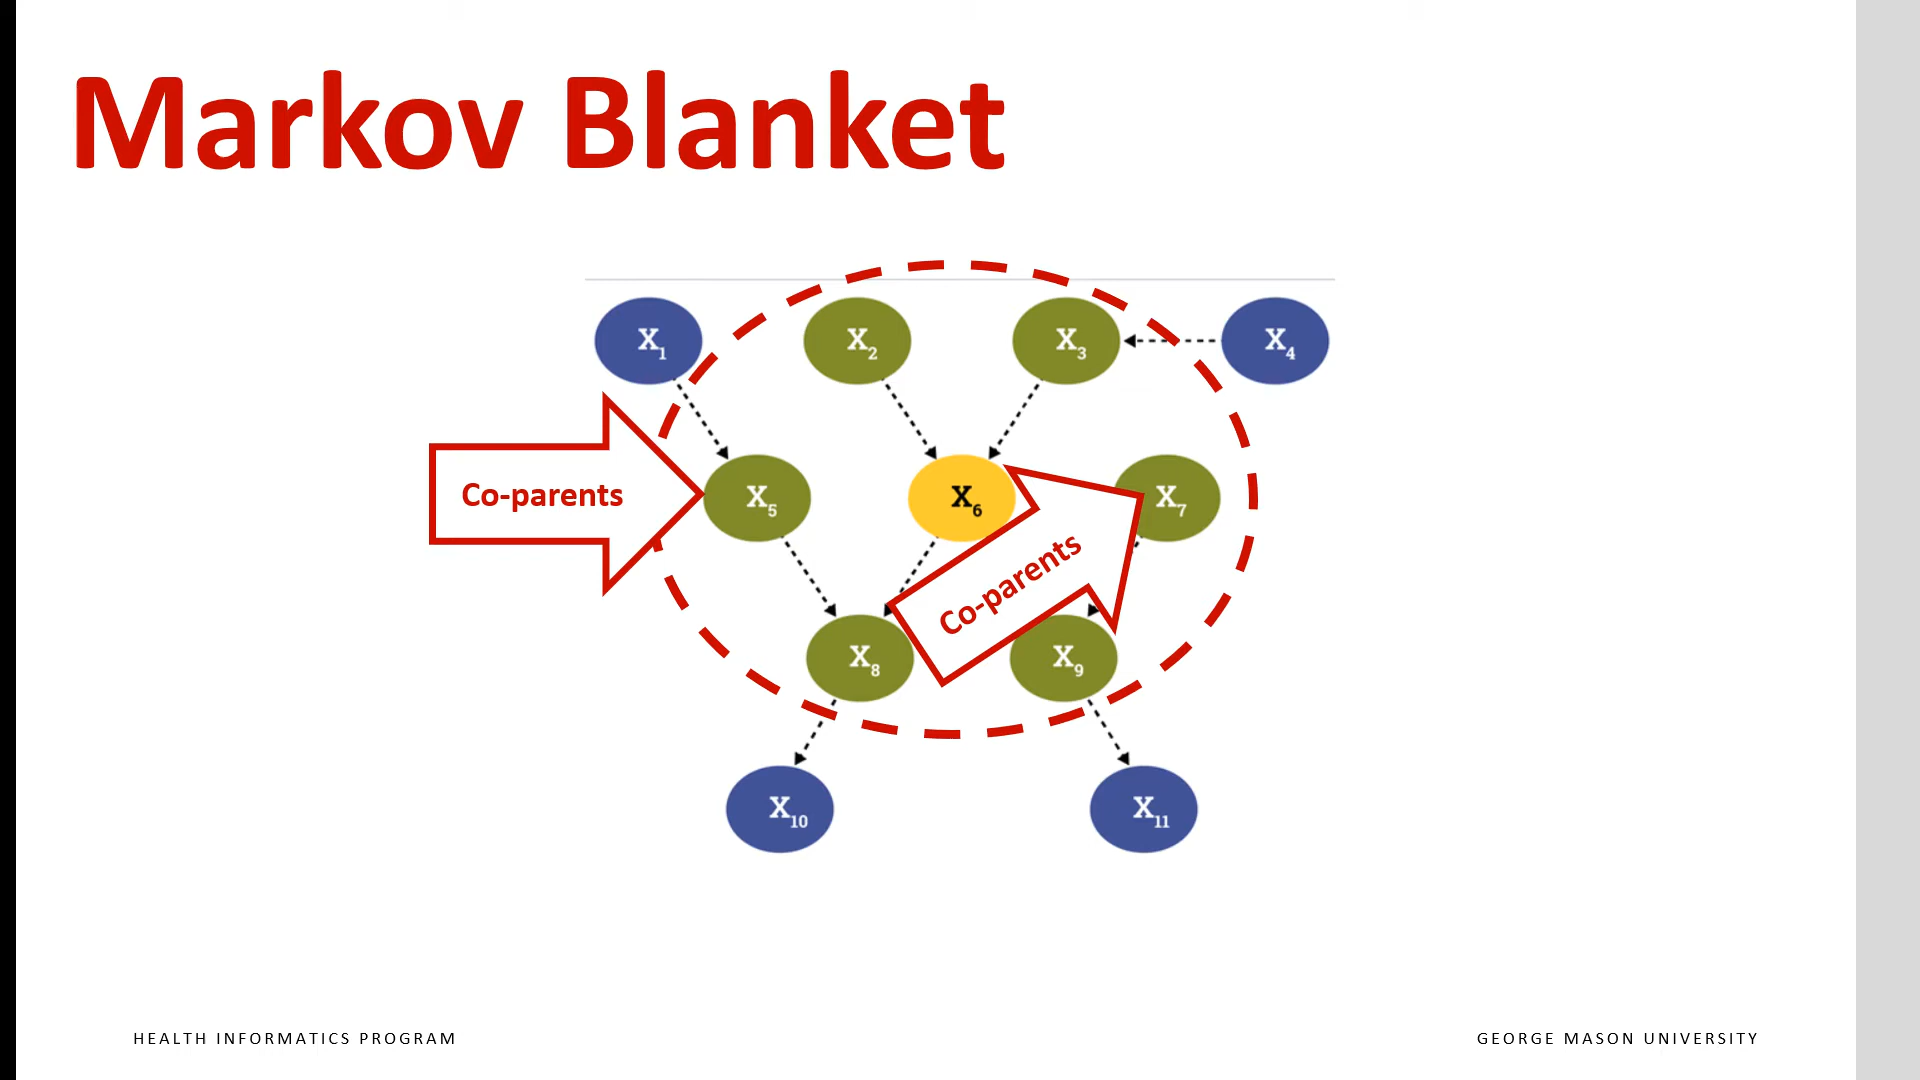 Markov Blanket
X1 X2 X3 X4
Co-parents X5 X6 X7
Co-parents
X8 X9
X10 X11
HEALTH INFORMATICS PROGRAM
GEORGE MASON UNIVERSITY